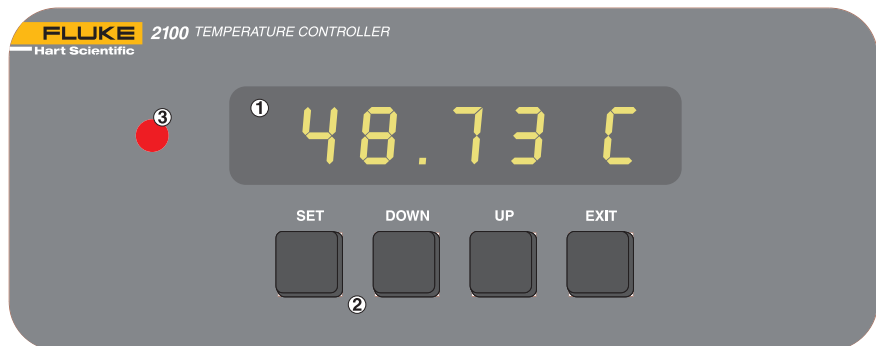 FLUKE 2100 TEMPERATURE CONTROLLER
Hart Scientific
③ ① 48.73 C
SET DOWN UP EXIT
②